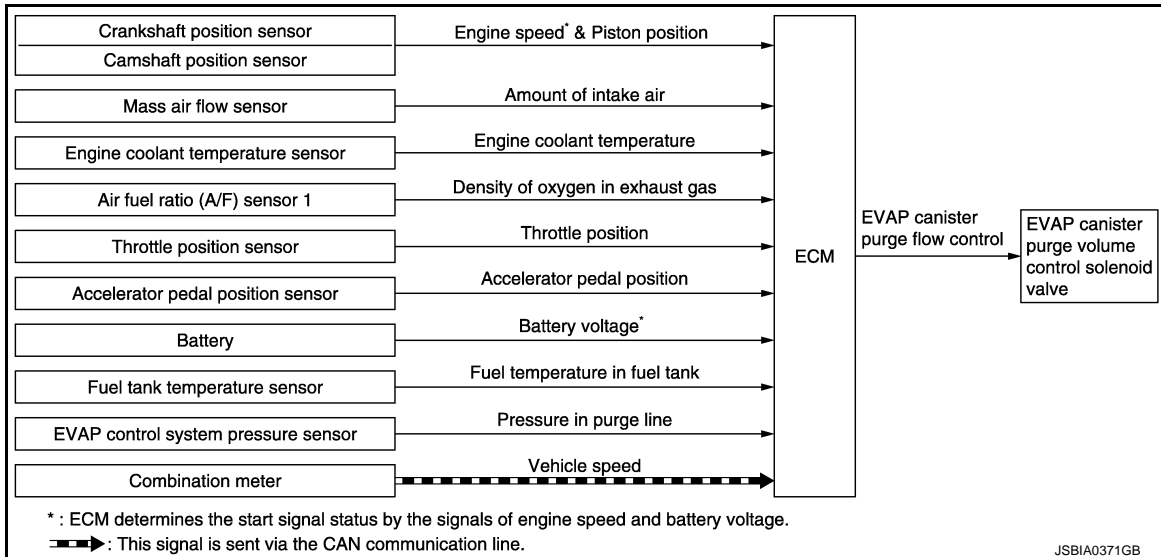 Crankshaft position sensor
Camshaft position sensor
Engine speed* & Piston position
Mass air flow sensor
Amount of intake air
Engine coolant temperature sensor
Engine coolant temperature
Air fuel ratio (A/F) sensor 1
Density of oxygen in exhaust gas
Throttle position sensor
Throttle position
Accelerator pedal position sensor
Accelerator pedal position
Battery
Battery voltage*
Fuel tank temperature sensor
Fuel temperature in fuel tank
EVAP control system pressure sensor
Pressure in purge line
Combination meter
Vehicle speed
ECM
EVAP canister
purge flow control
EVAP canister
purge volume
control solenoid
valve
* : ECM determines the start signal status by the signals of engine speed and battery voltage.
: This signal is sent via the CAN communication line.
JSBIA0371GB